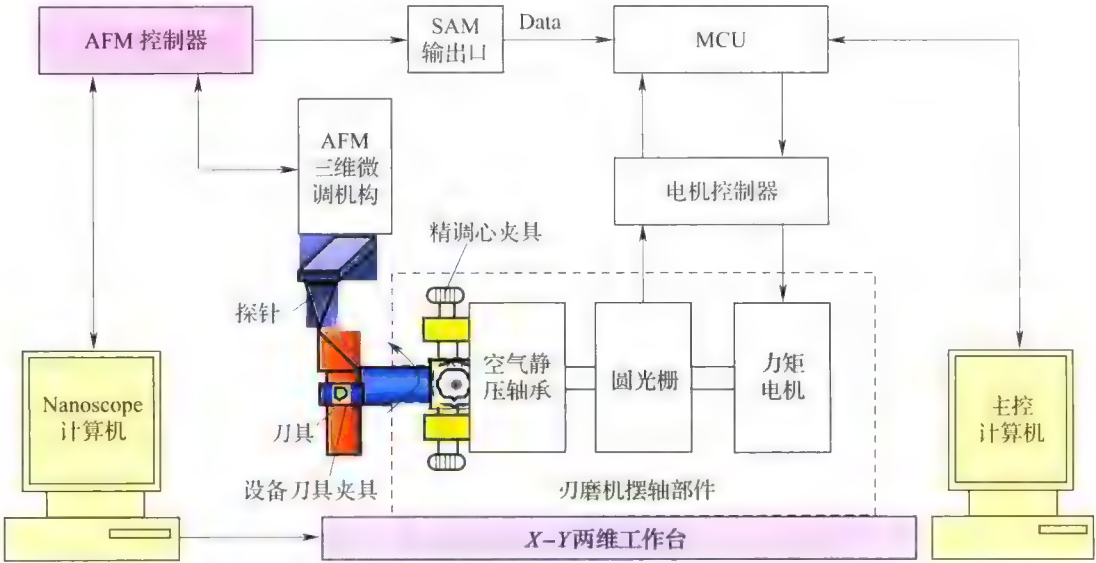 AFM 控制器
SAM
输出口
Data
MCU
AFM
三维微
调机构
电机控制器
精调心夹具
探针
空气静
压轴承
圆光栅
力矩
电机
Nanoscope
计算机
刀具
主控
计算机
设备刀具夹具
刃磨机摆轴部件
X-Y两维工作台